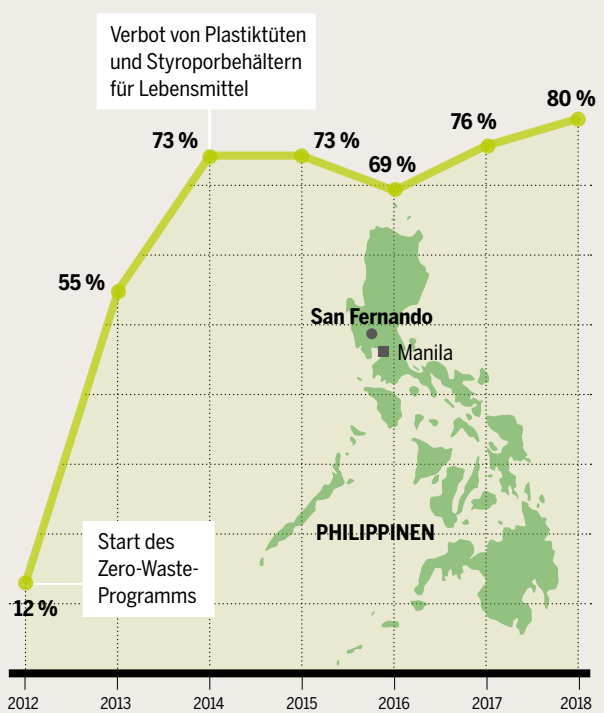 Verbot von Plastiktüten
und Styroporbehältern
für Lebensmittel
73 %
73 %
69 %
76 %
80 %
55 %
San Fernando
Manila
PHILIPPINEN
Start des
Zero-Waste-
Programms
12 %
2012 2013 2014 2015 2016 2017 2018